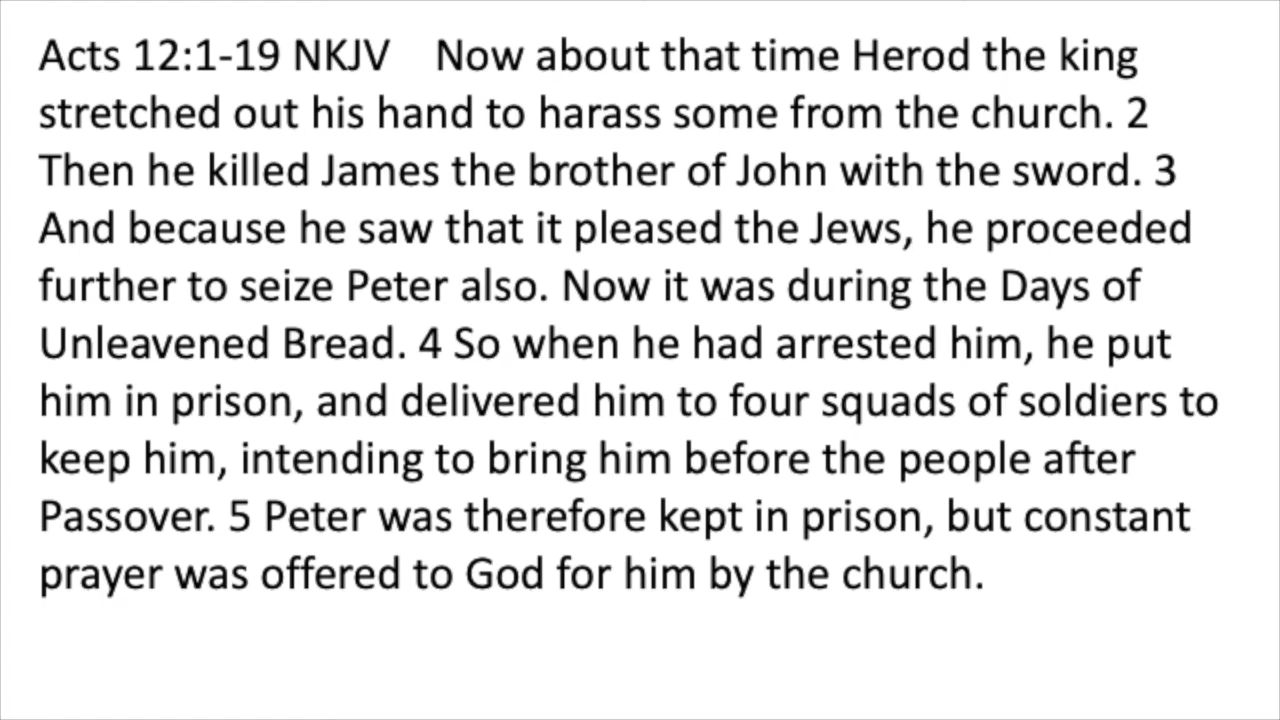 Acts 12:1-19 NKJV    Now about that time Herod the king
stretched out his hand to harass some from the church. 2
Then he killed James the brother of John with the sword. 3
And because he saw that it pleased the Jews, he proceeded
further to seize Peter also. Now it was during the Days of
Unleavened Bread. 4 So when he had arrested him, he put
him in prison, and delivered him to four squads of soldiers to
keep him, intending to bring him before the people after
Passover. 5 Peter was therefore kept in prison, but constant
prayer was offered to God for him by the church.